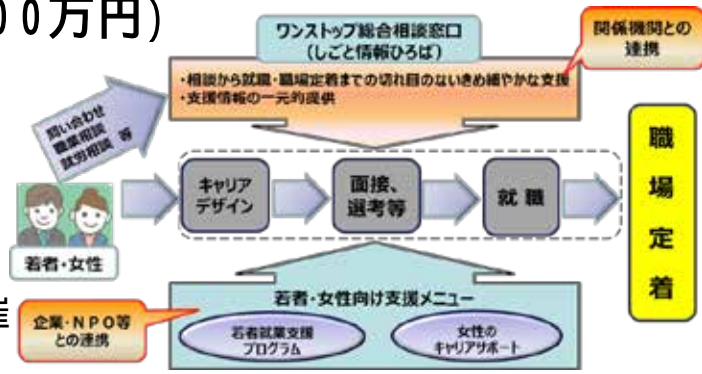 ００万円)
ワンストップ総合相談窓口
(しごと情報ひろば)
関係機関との
連携
・相談から就職・職場定着までの切れ目のないきめ細やかな支援
・支援情報の一元的提供
問い合わせ
職業相談
就労相談 等
キャリア
デザイン
面接、
選考等
就 職
職
場
定
着
若者・女性
若者・女性向け支援メニュー
企業・NPO等
との連携
若者就業支援
プログラム
女性の
キャリアサポート